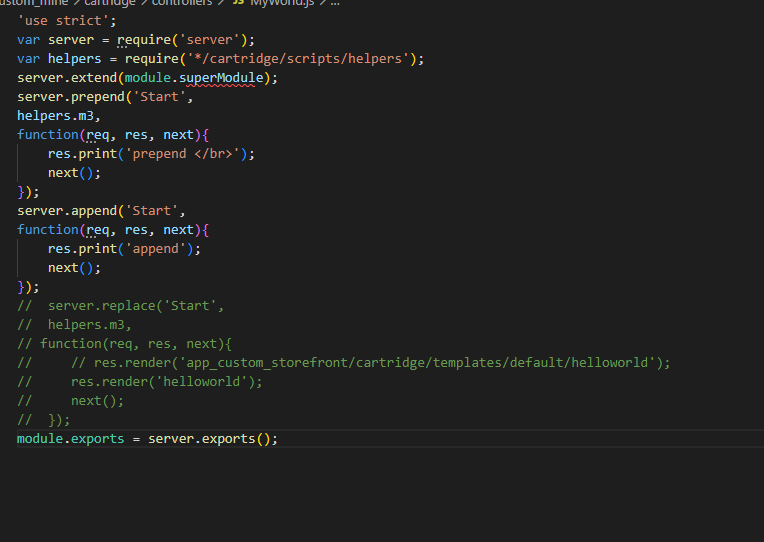 ustom_mine > cartridge > controllers > JS MyWorld.js > ...
'use strict';
var server = require('server');
var helpers = require('*/cartridge/scripts/helpers');
server.extend(module.superModule);
server.prepend('Start',
helpers.m3,
function(req, res, next){
    res.print('prepend </br>');
    next();
});
server.append('Start',
function(req, res, next){
    res.print('append');
    next();
});
//  server.replace('Start',
//  helpers.m3,
// function(req, res, next){
//     // res.render('app_custom_storefront/cartridge/templates/default/helloworld');
//     res.render('helloworld');
//     next();
//  });
module.exports = server.exports();